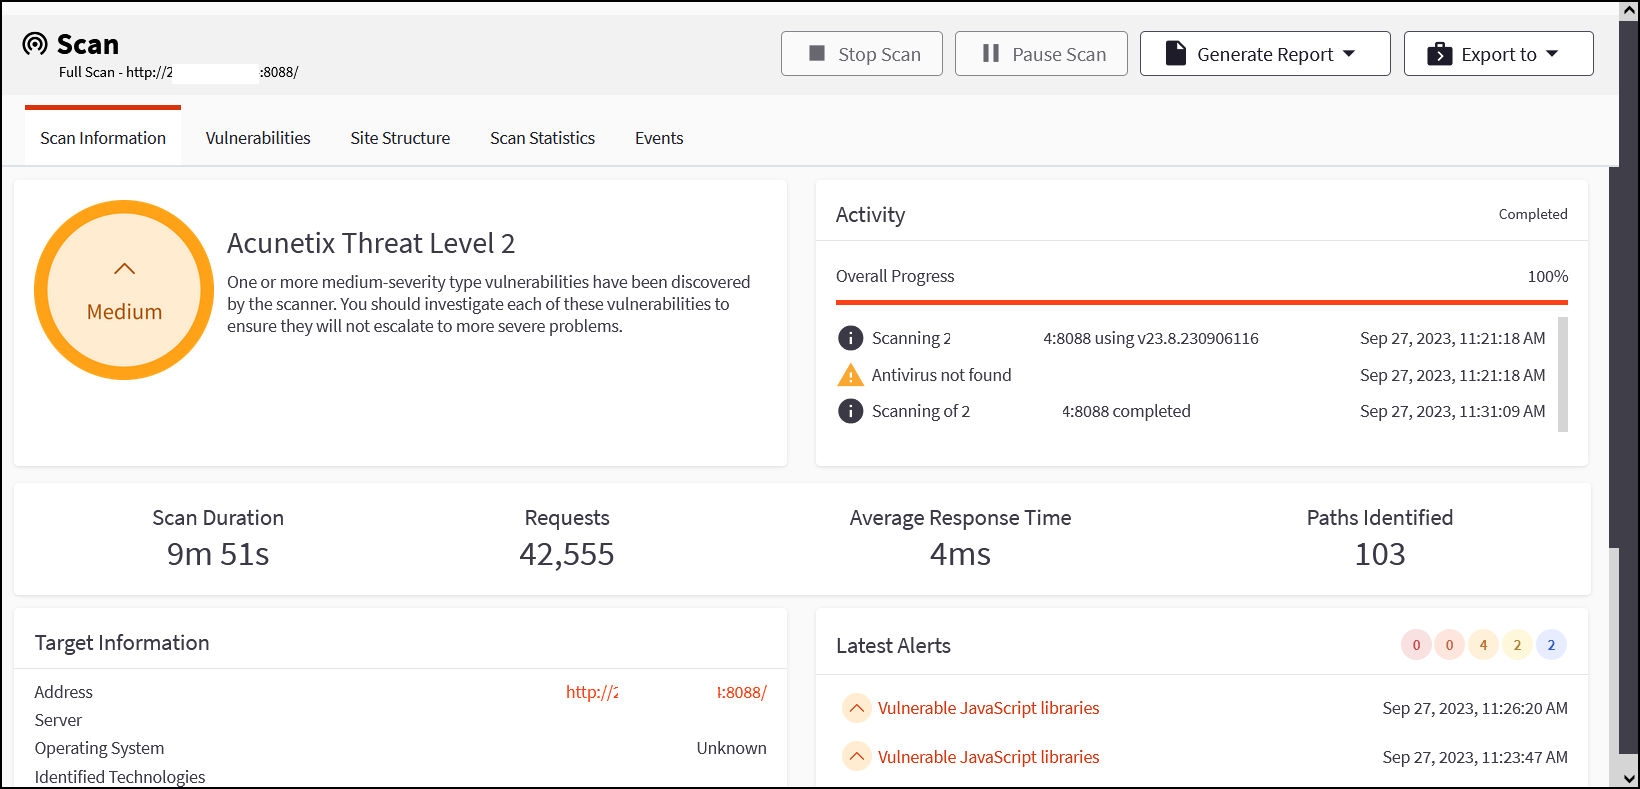 Scan
Full Scan - http://2 :8088/
Stop Scan
Pause Scan
Generate Report
Export to
Scan Information
Vulnerabilities
Site Structure
Scan Statistics
Events
Medium
Acunetix Threat Level 2
One or more medium-severity type vulnerabilities have been discovered
by the scanner. You should investigate each of these vulnerabilities to
ensure they will not escalate to more severe problems.
Activity
Completed
Overall Progress
100%
Scanning 2 4:8088 using v23.8.230906116
Sep 27, 2023, 11:21:18 AM
Antivirus not found
Sep 27, 2023, 11:21:18 AM
Scanning of 2 4:8088 completed
Sep 27, 2023, 11:31:09 AM
Scan Duration
9m 51s
Requests
42,555
Average Response Time
4ms
Paths Identified
103
Target Information
Address
http://2 4:8088/
Server
Operating System
Unknown
Identified Technologies
Latest Alerts
0 0 4 2 2
Vulnerable JavaScript libraries
Sep 27, 2023, 11:26:20 AM
Vulnerable JavaScript libraries
Sep 27, 2023, 11:23:47 AM